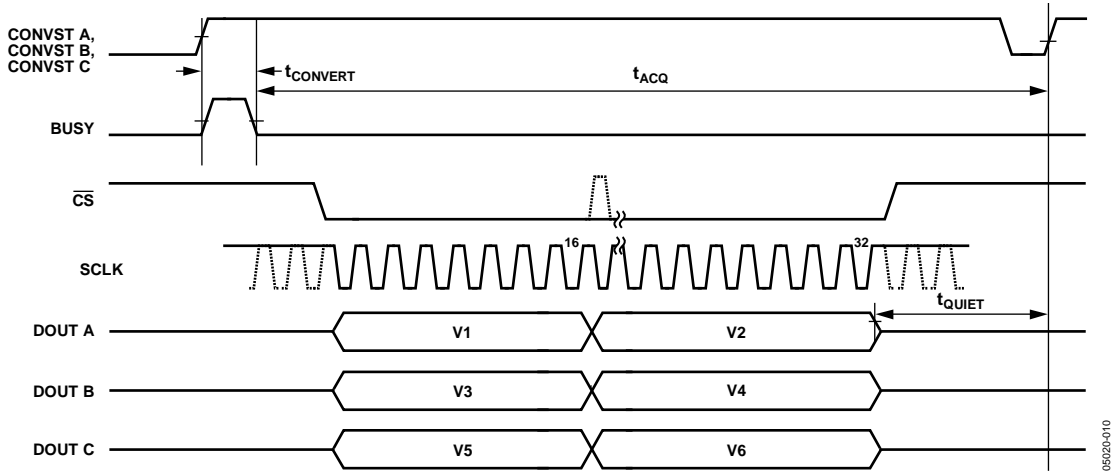 CONVST A,
CONVST B,
CONVST C
tCONVERT
tACQ
BUSY
CS
SCLK
16
32
tQUIET
DOUT A
V1
V2
DOUT B
V3
V4
DOUT C
V5
V6
05020-010